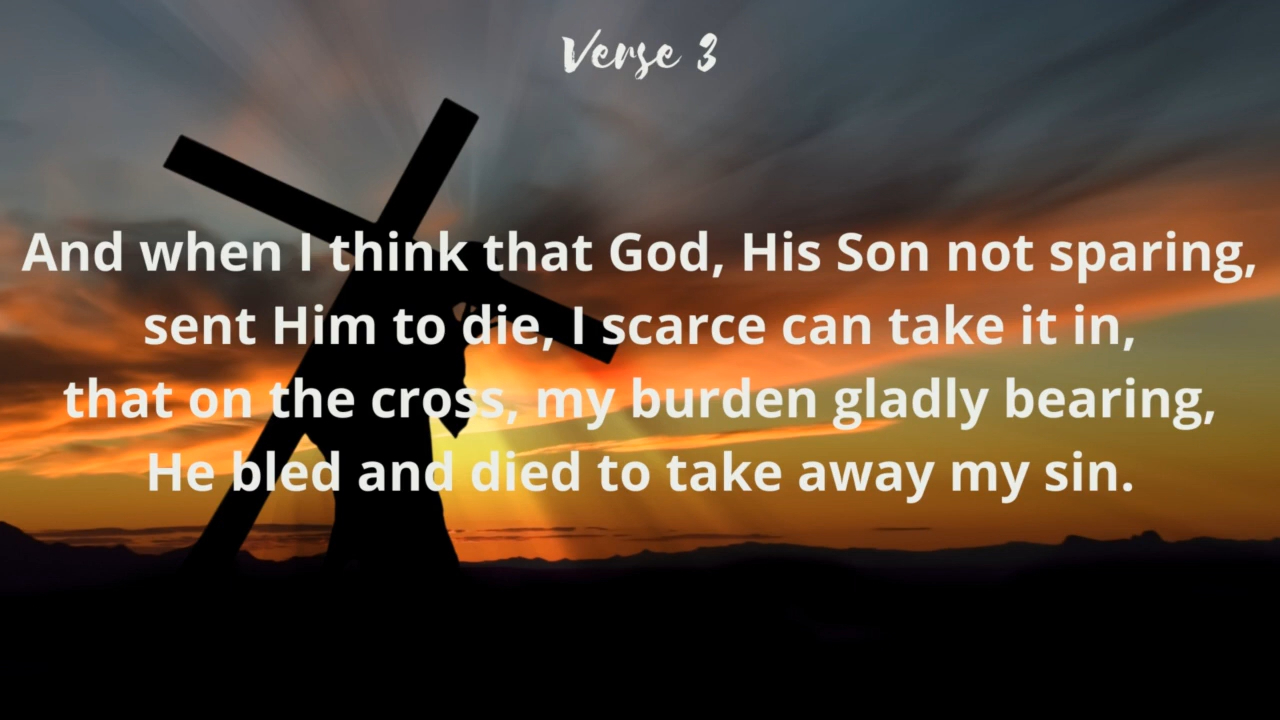 Verse 3
And when I think that God, His Son not sparing,
sent Him to die, I scarce can take it in,
that on the cross, my burden gladly bearing,
He bled and died to take away my sin.